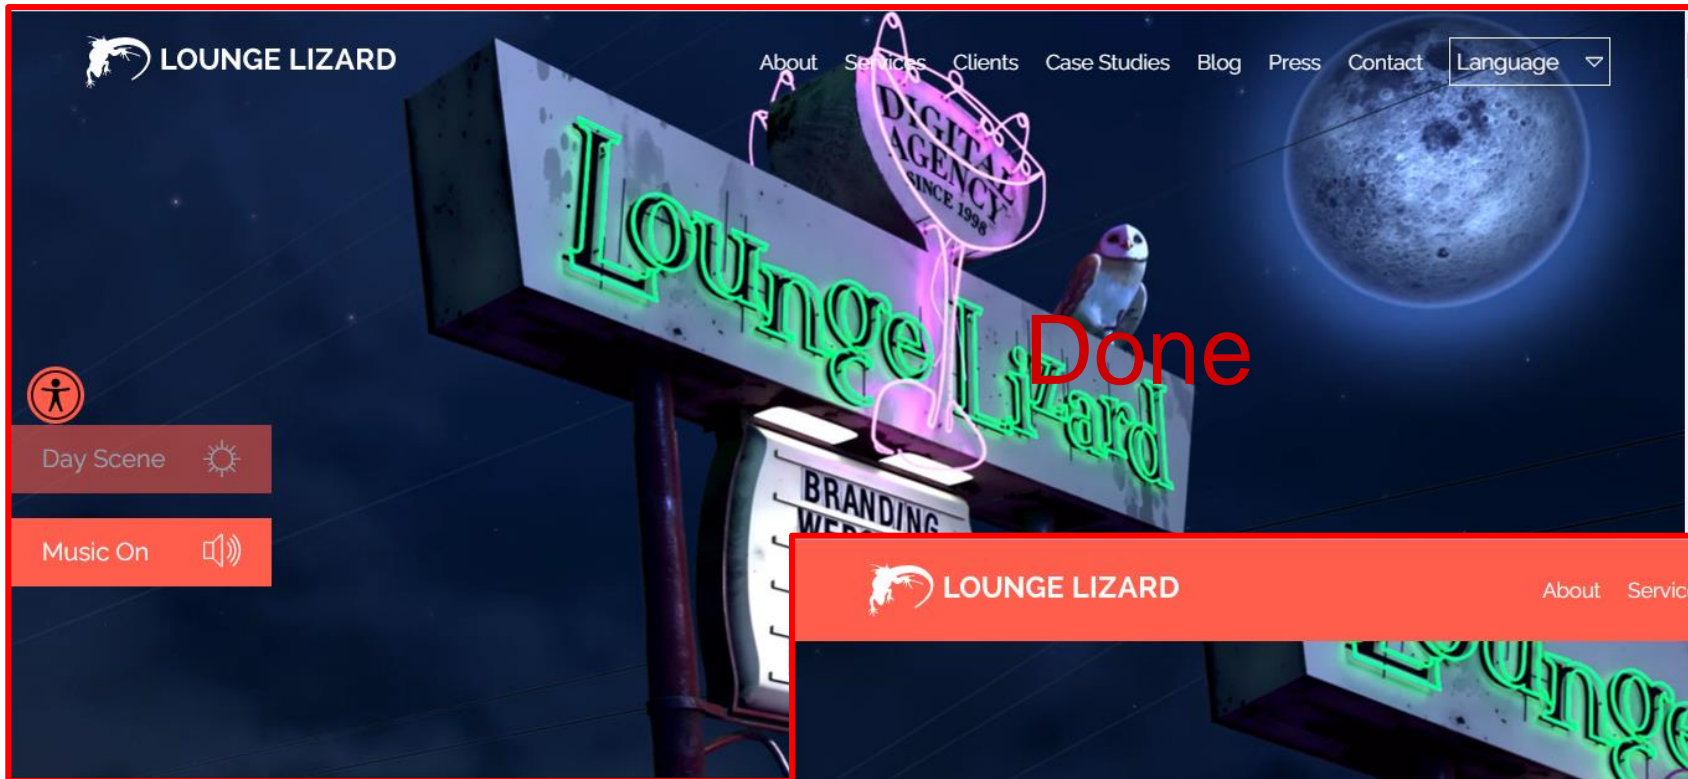 LOUNGE LIZARD
About Services Clients Case Studies Blog Press Contact Language
DIGITAL
AGENCY
SINCE 1998
Lounge Lizard
Done
Day Scene
BRANDING
Music On
LOUNGE LIZARD
About
Lounge